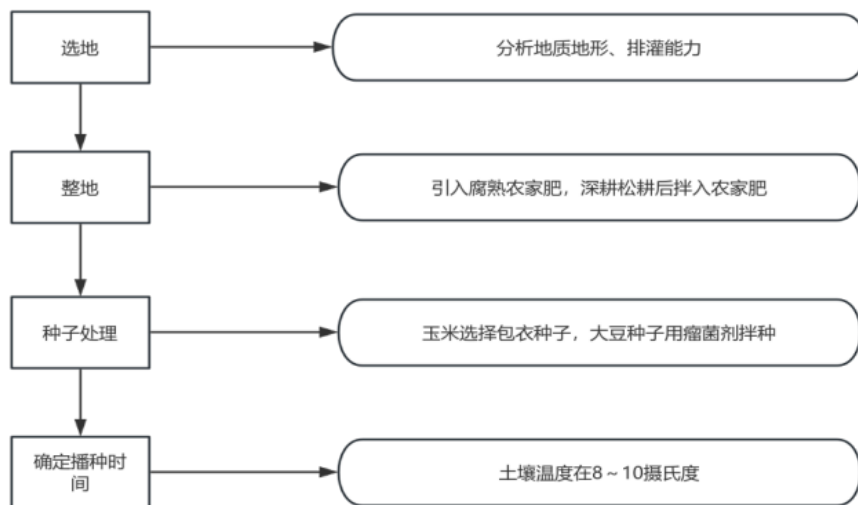 选地
分析地质地形、排灌能力
整地
引入腐熟农家肥，深耕松耕后拌入农家肥
种子处理
玉米选择包衣种子，大豆种子用瘤菌剂拌种
确定播种时
间
土壤温度在8～10摄氏度